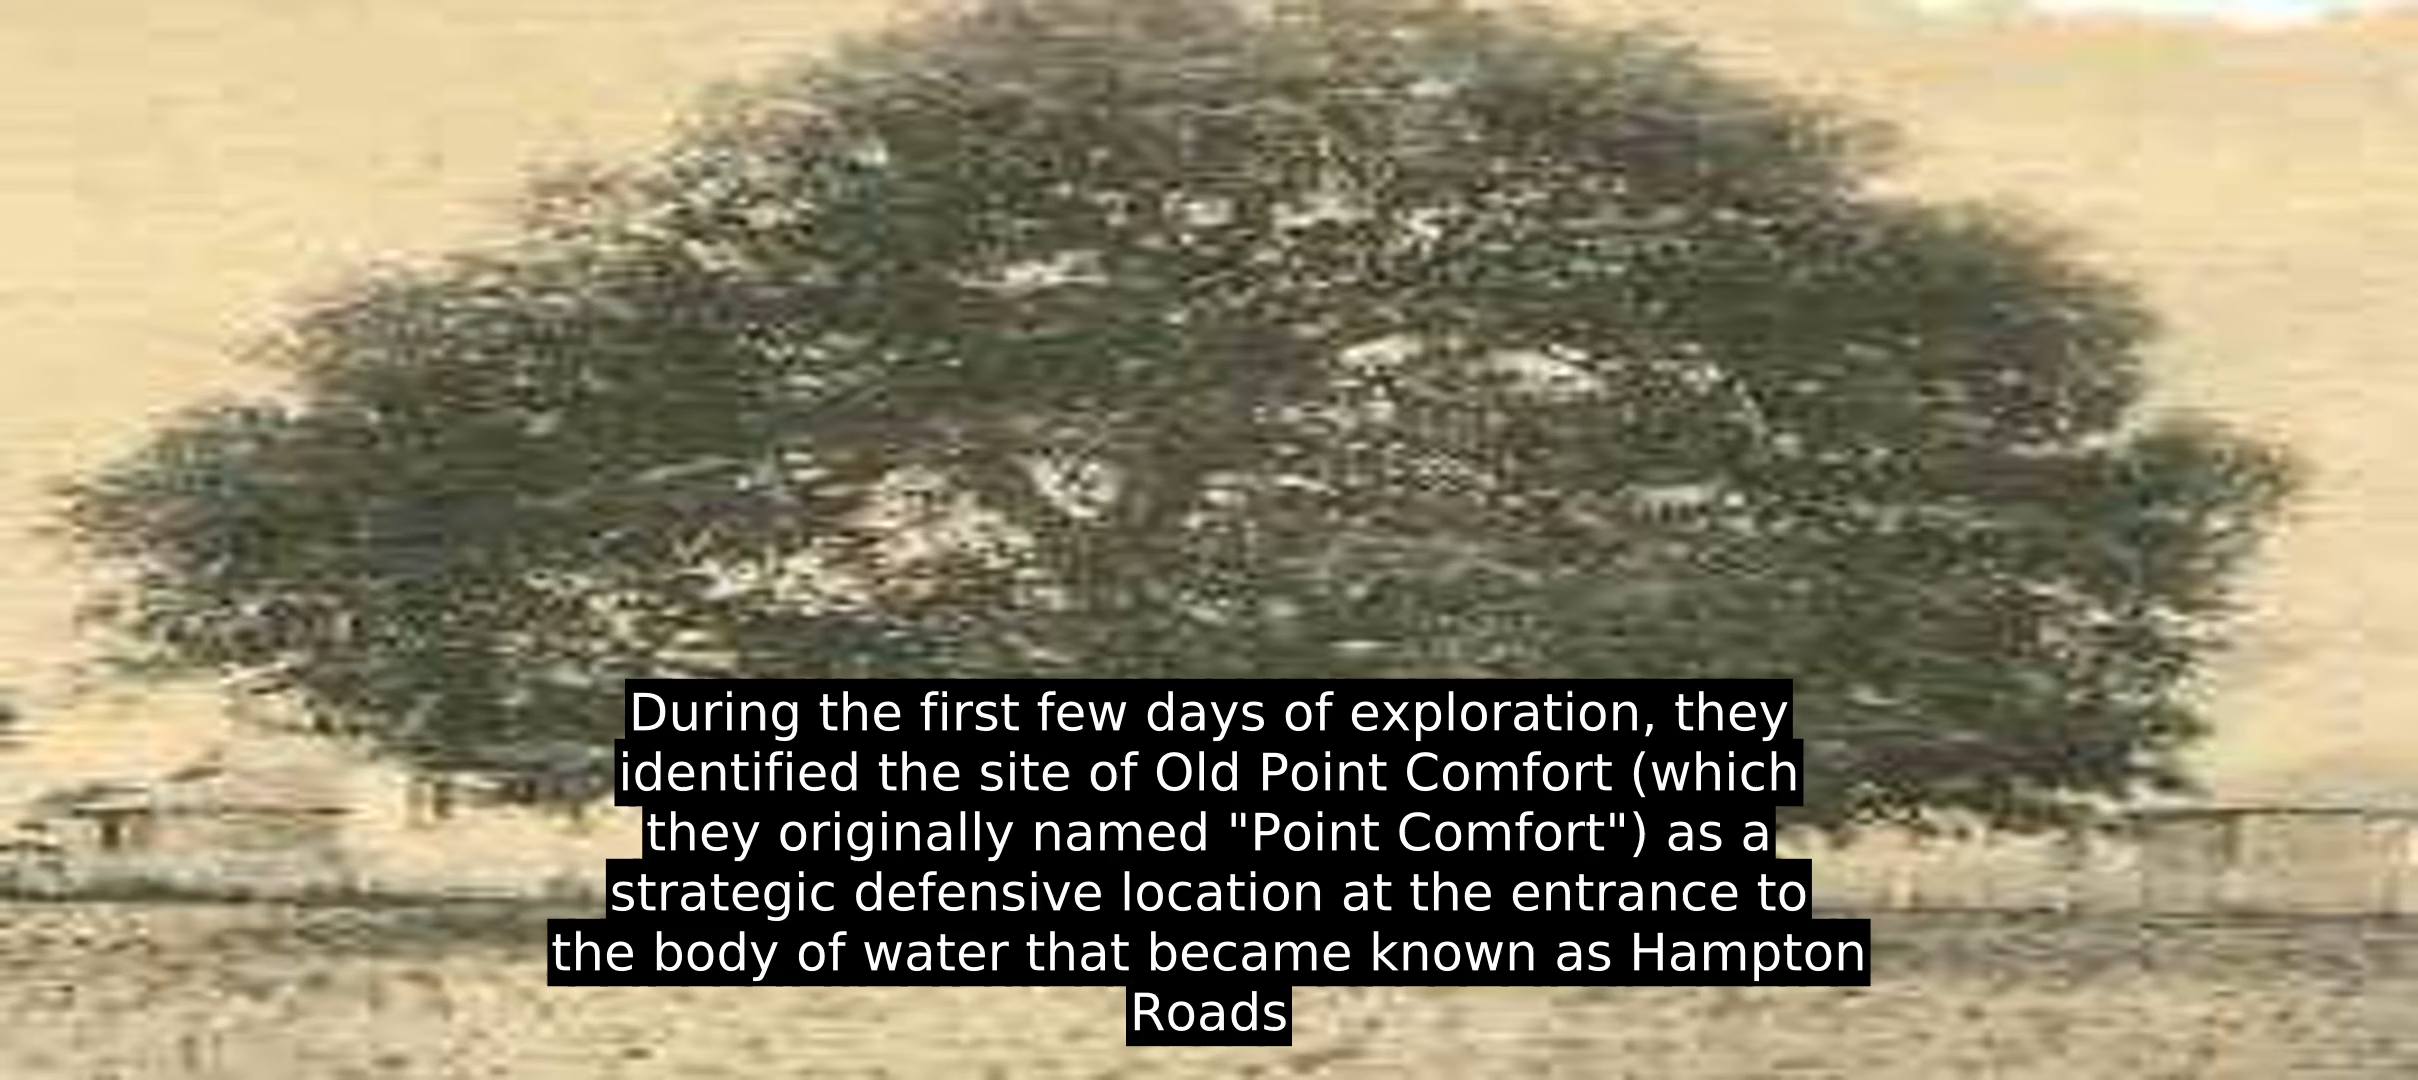 During the first few days of exploration, they
identified the site of Old Point Comfort (which
they originally named "Point Comfort") as a
strategic defensive location at the entrance to
the body of water that became known as Hampton
Roads